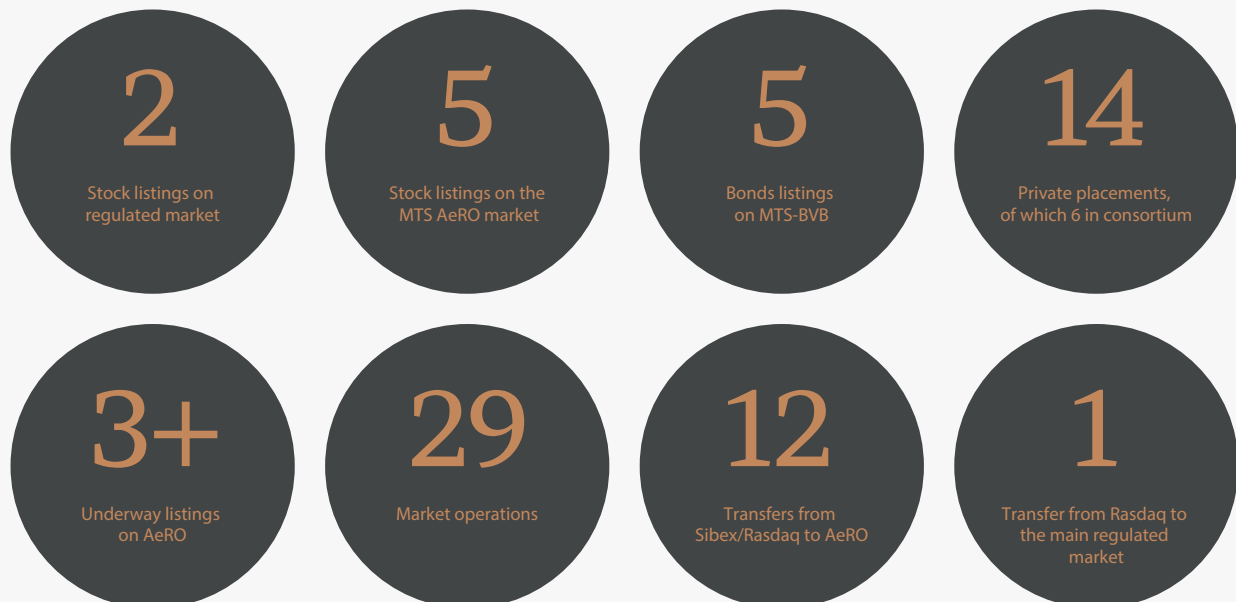 2
Stock listings on
regulated market
5
Stock listings on the
MTS AeRO market
5
Bonds listings
on MTS-BVB
14
Private placements,
of which 6 in consortium
3+
Underway listings
on AeRO
29
Market operations
12
Transfers from
Sibex/Rasdaq to AeRO
1
Transfer from Rasdaq to
the main regulated
market